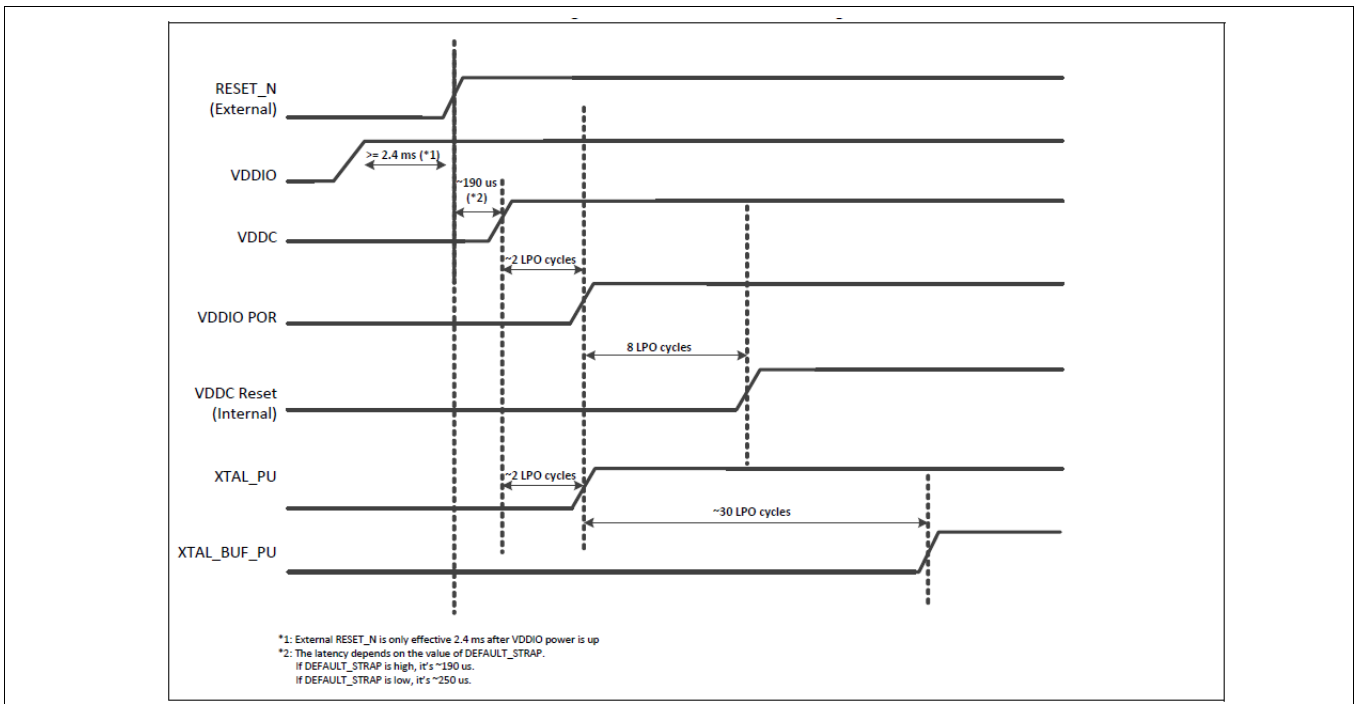 RESET_N
(External)
>= 2.4 ms (*1)
VDDIO
~190 us
(*2)
VDDC
~2 LPO cycles
VDDIO POR
8 LPO cycles
VDDC Reset
(Internal)
XTAL_PU
~2 LPO cycles
~30 LPO cycles
XTAL_BUF_PU
*1: External RESET_N is only effective 2.4 ms after VDDIO power is up
*2: The latency depends on the value of DEFAULT_STRAP.
If DEFAULT_STRAP is high, it's ~190 us.
If DEFAULT_STRAP is low, it's ~250 us.